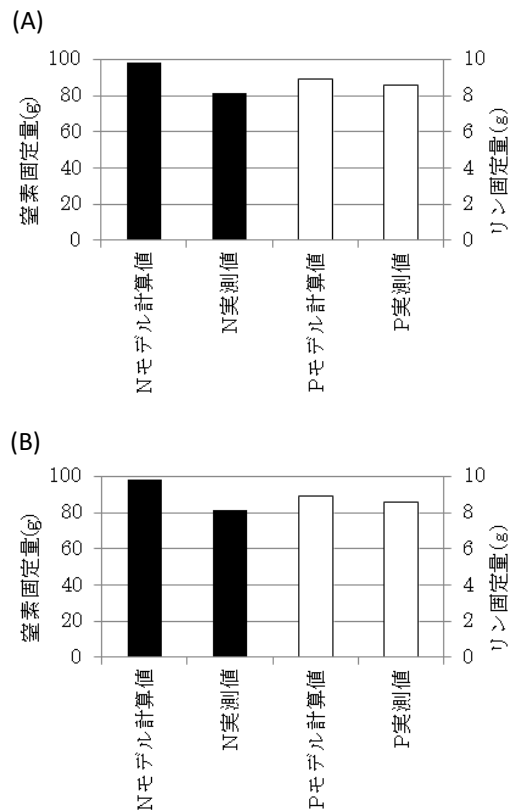 (A)
窒素固定量(g)
100
80
60
40
20
0
10
8
6
4
2
0
リン固定量(g)
Nモデル計算値
N実測値
Pモデル計算値
P実測値
(B)
窒素固定量(g)
100
80
60
40
20
0
10
8
6
4
2
0
リン固定量(g)
Nモデル計算値
N実測値
Pモデル計算値
P実測値